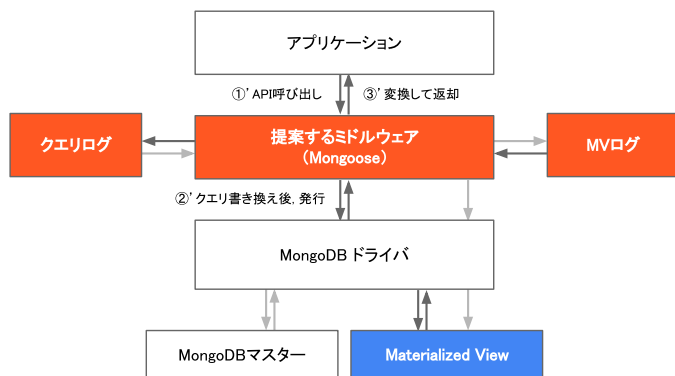 アプリケーション
①’API呼び出し
③’変換して返却
クエリログ
提案するミドルウェア
（Mongoose）
MVログ
②’クエリ書き換え後, 発行
MongoDB ドライバ
MongoDBマスター
Materialized View